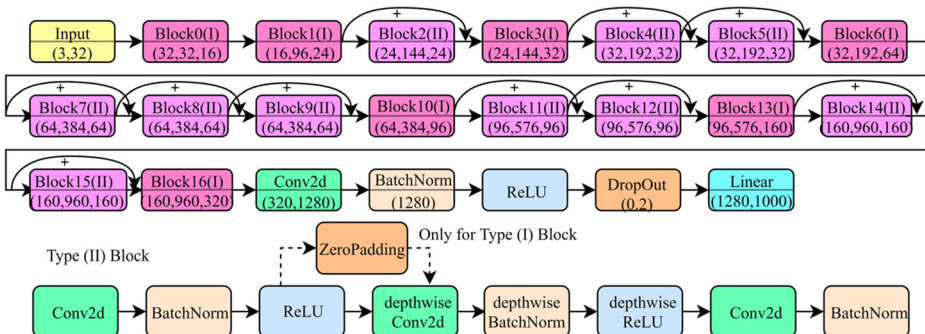 + + +
Input Block0(I) Block1(I) Block2(II) Block3(I) Block4(II) Block5(II) Block6(I)
(3,32) (32,32,16) (16,96,24) (24,144,24) (24,144,32) (32,192,32) (32,192,32) (32,192,64)
+ + + + + +
Block7(II) Block8(II) Block9(II) Block10(I) Block11(II) Block12(II) Block13(I) Block14(II)
(64,384,64) (64,384,64) (64,384,64) (64,384,96) (96,576,96) (96,576,96) (96,576,160) (160,960,160)
+
Block15(II) Block16(I) Conv2d BatchNorm ReLU DropOut Linear
(160,960,160) (160,960,320) (320,1280) (1280) (0.2) (1280,1000)
Only for Type (I) Block
Type (II) Block ZeroPadding
Conv2d BatchNorm ReLU depthwise Conv2d depthwise BatchNorm depthwise ReLU Conv2d BatchNorm